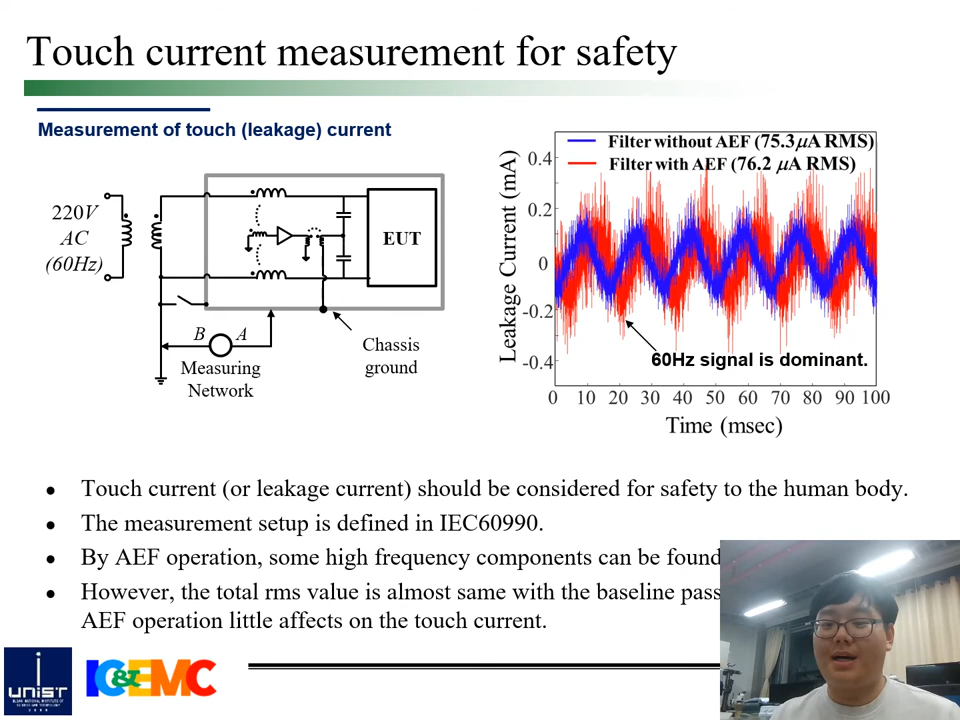 Touch current measurement for safety
Measurement of touch (leakage) current
220V
AC
(60Hz)
EUT
B
A
Measuring
Network
Chassis
ground
Filter without AEF (75.3μA RMS)
Filter with AEF (76.2 μA RMS)
Leakage Current (mA)
0.4
0.2
0
-0.2
-0.4
60Hz signal is dominant.
0 10 20 30 40 50 60 70 80 90 100
Time (msec)
• Touch current (or leakage current) should be considered for safety to the human body.
• The measurement setup is defined in IEC60990.
• By AEF operation, some high frequency components can be found
• However, the total rms value is almost same with the baseline pass
AEF operation little affects on the touch current.
UNIST
IC&EMC